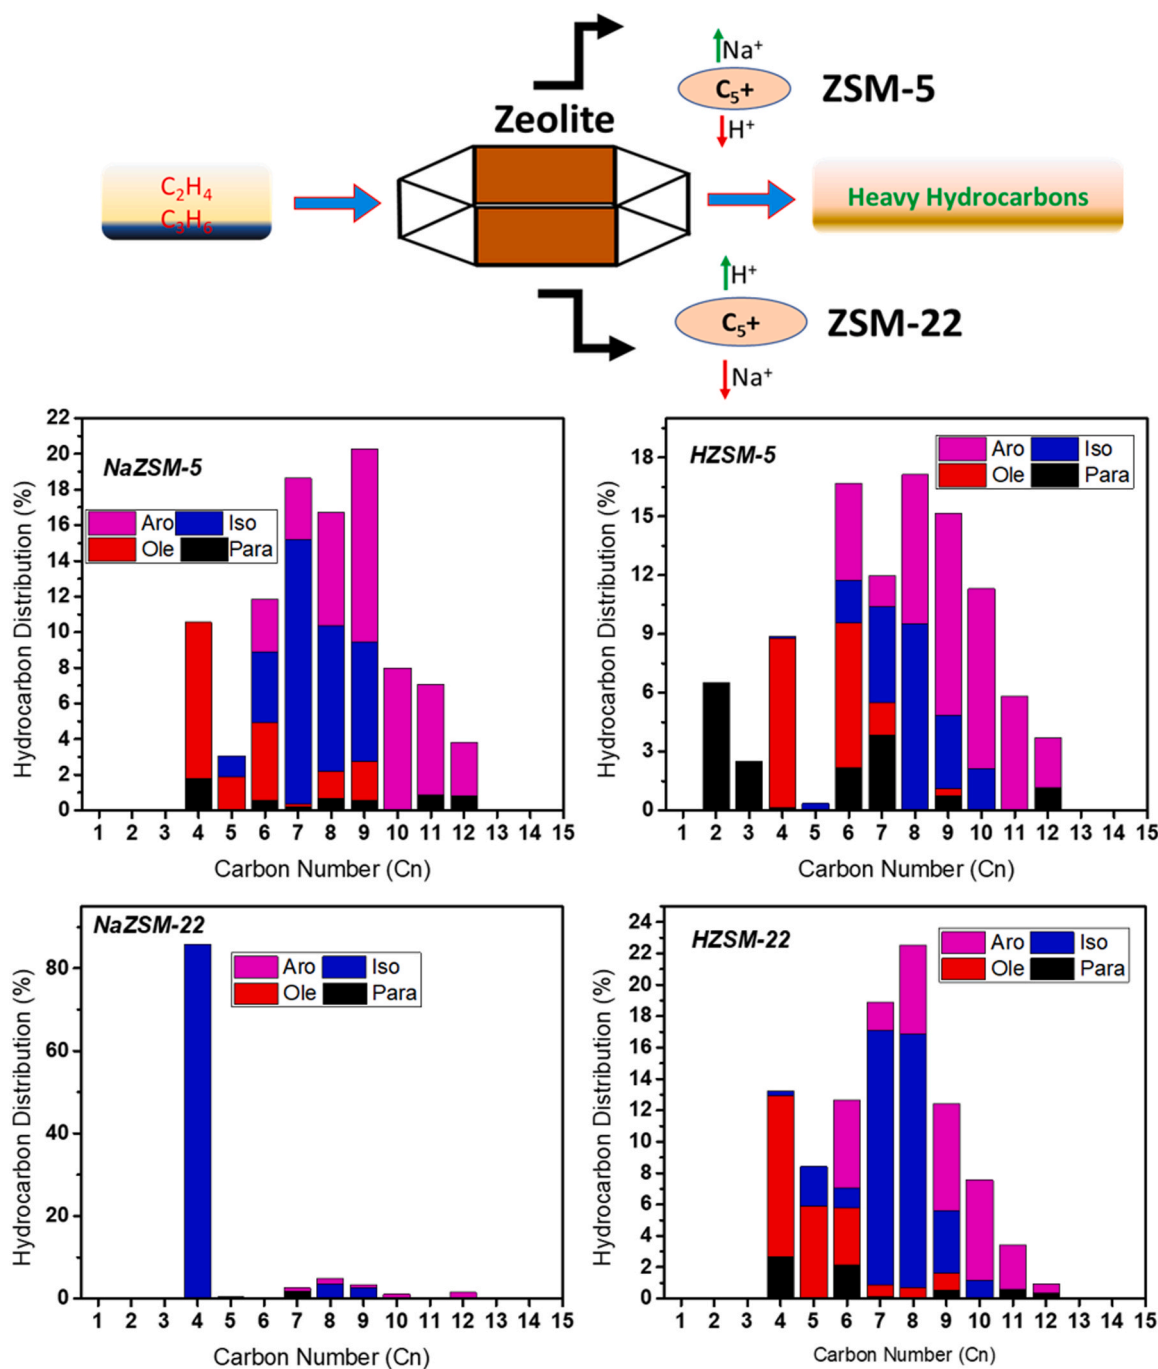 Na⁺
C₅+
H⁺
ZSM-5
Zeolite
C₂H₄
C₃H₆
Heavy Hydrocarbons
H⁺
C₅+
Na⁺
ZSM-22
NaZSM-5
Aro Iso
Ole Para
Hydrocarbon Distribution (%)
22
20
18
16
14
12
10
8
6
4
2
0
1 2 3 4 5 6 7 8 9 10 11 12 13 14 15
Carbon Number (Cn)
HZSM-5
Aro Iso
Ole Para
Hydrocarbon Distribution (%)
18
15
12
9
6
3
0
1 2 3 4 5 6 7 8 9 10 11 12 13 14 15
Carbon Number (Cn)
NaZSM-22
Aro Iso
Ole Para
Hydrocarbon Distribution (%)
80
60
40
20
0
1 2 3 4 5 6 7 8 9 10 11 12 13 14 15
Carbon Number (Cn)
HZSM-22
Aro Iso
Ole Para
Hydrocarbon Distribution (%)
24
22
20
18
16
14
12
10
8
6
4
2
0
1 2 3 4 5 6 7 8 9 10 11 12 13 14 15
Carbon Number (Cn)